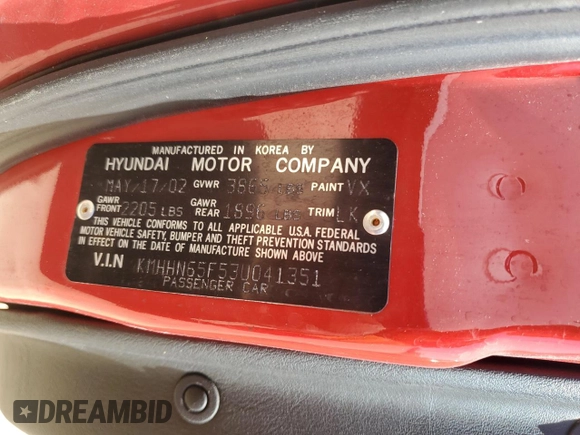 MANUFACTURED IN KOREA BY
HYUNDAI MOTOR COMPANY
MAY/17/02 GVWR LBS PAINT VX
GAWR FRONT 2205 LBS GAWR REAR 1896 LBS TRIM LK
THIS VEHICLE CONFORMS TO ALL APPLICABLE U.S.A. FEDERAL
MOTOR VEHICLE SAFETY, BUMPER AND THEFT PREVENTION STANDARDS
IN EFFECT ON THE DATE OF MANUFACTURE SHOWN ABOVE.
V.I.N KMHHN65F53U041351
PASSENGER CAR
DREAMBID